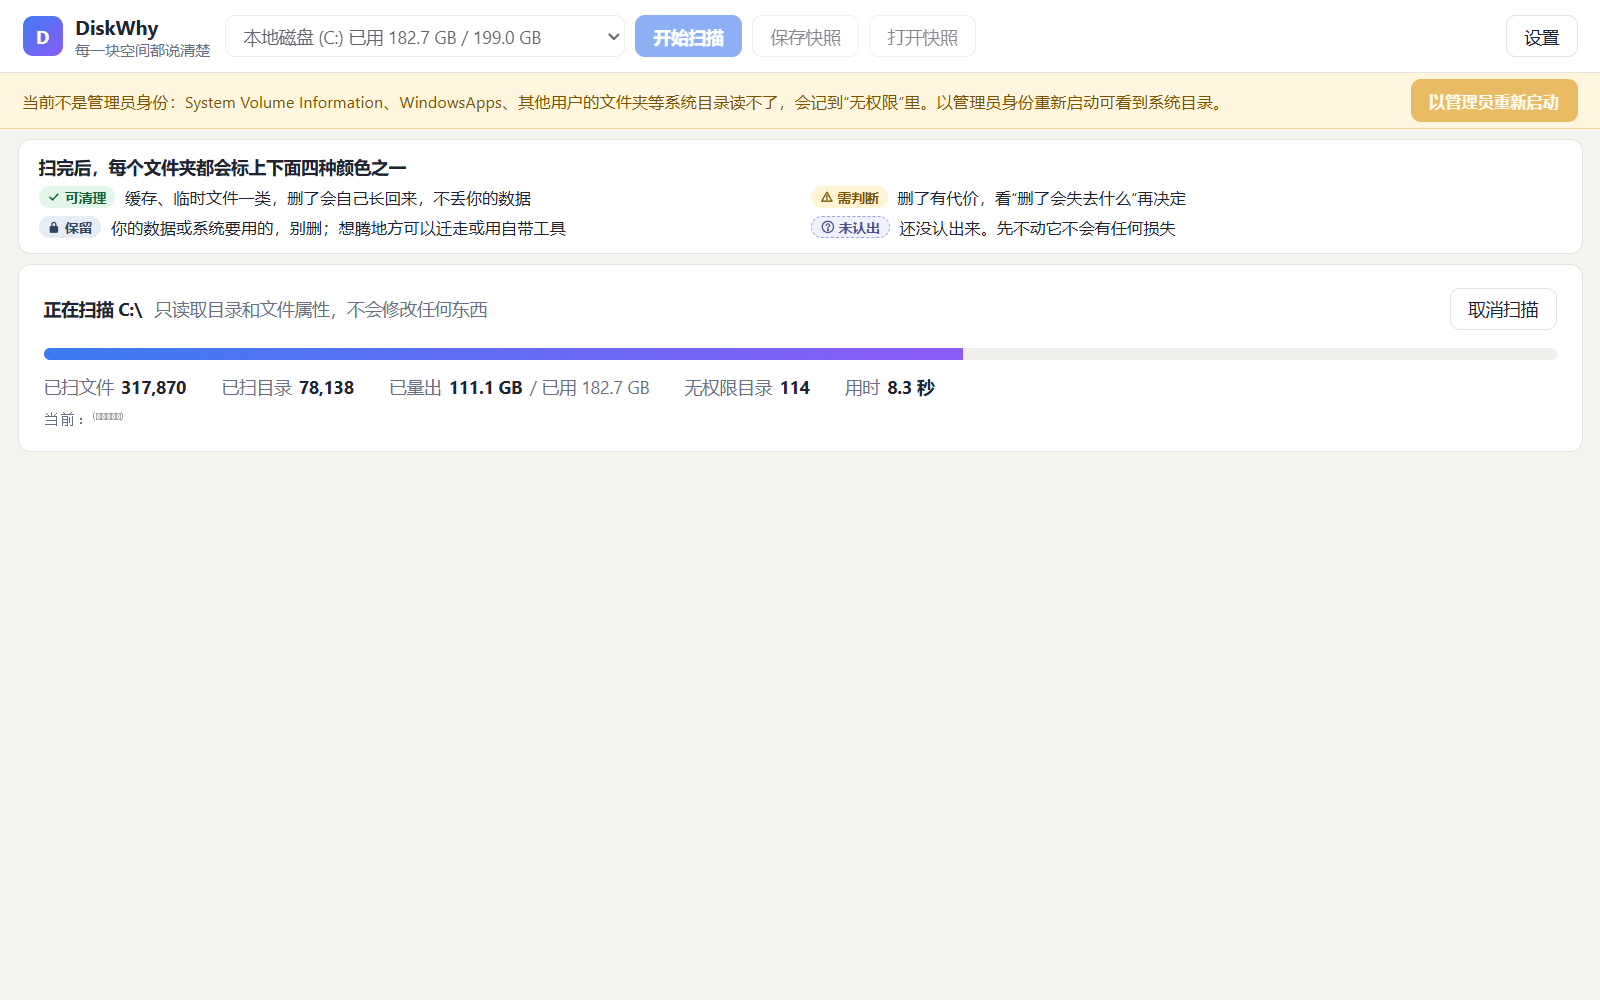 D
DiskWhy
每一块空间都说清楚
本地磁盘 (C:) 已用 182.7 GB / 199.0 GB
开始扫描
保存快照
打开快照
设置
当前不是管理员身份：System Volume Information、WindowsApps、其他用户的文件夹等系统目录读不了，会记到“无权限”里。以管理员身份重新启动可看到系统目录。
以管理员重新启动
扫完后，每个文件夹都会标上下面四种颜色之一
可清理 缓存、临时文件一类，删了会自己长回来，不丢你的数据
需判断 删了有代价，看“删了会失去什么”再决定
保留 你的数据或系统要用的，别删；想腾地方可以迁走或用自带工具
未认出 还没认出来。先不动它不会有任何损失
正在扫描 C:\ 只读取目录和文件属性，不会修改任何东西
取消扫描
已扫文件 317,870 已扫目录 78,138 已量出 111.1 GB / 已用 182.7 GB 无权限目录 114 用时 8.3 秒
当前：